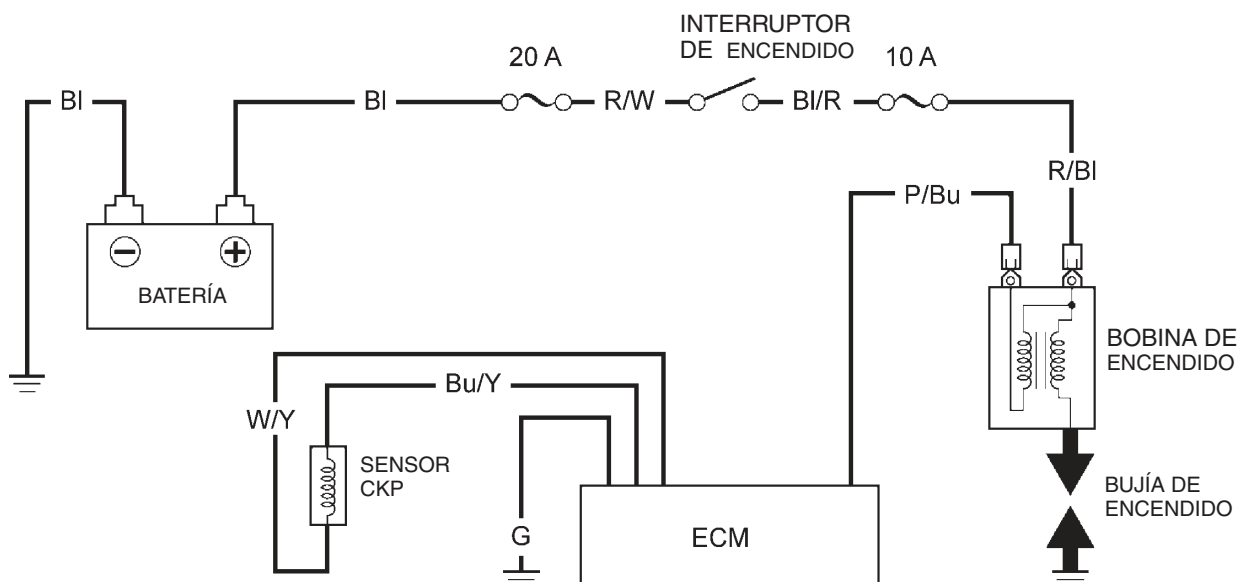 INTERRUPTOR
DE ENCENDIDO
20 A
10 A
Bl
Bl
R/W
Bl/R
R/Bl
P/Bu
BATERÍA
BOBINA DE
ENCENDIDO
Bu/Y
W/Y
SENSOR
CKP
G
ECM
BUJÍA DE
ENCENDIDO